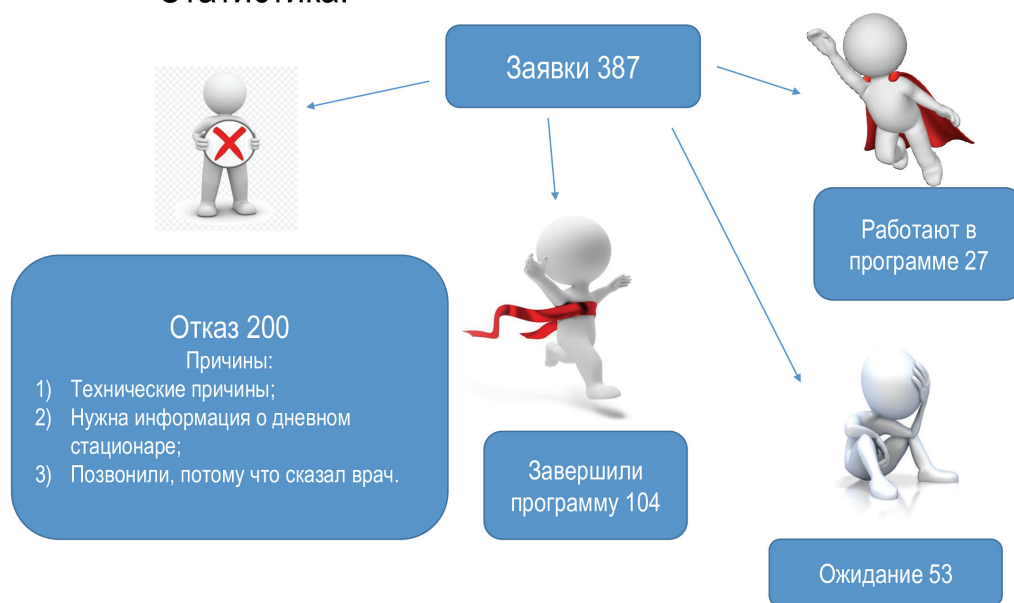 Статистика:
Заявки 387
Работают в
программе 27
Отказ 200
Причины:
1) Технические причины;
2) Нужна информация о дневном
стационаре;
3) Позвонили, потому что сказал врач.
Завершили
программу 104
Ожидание 53